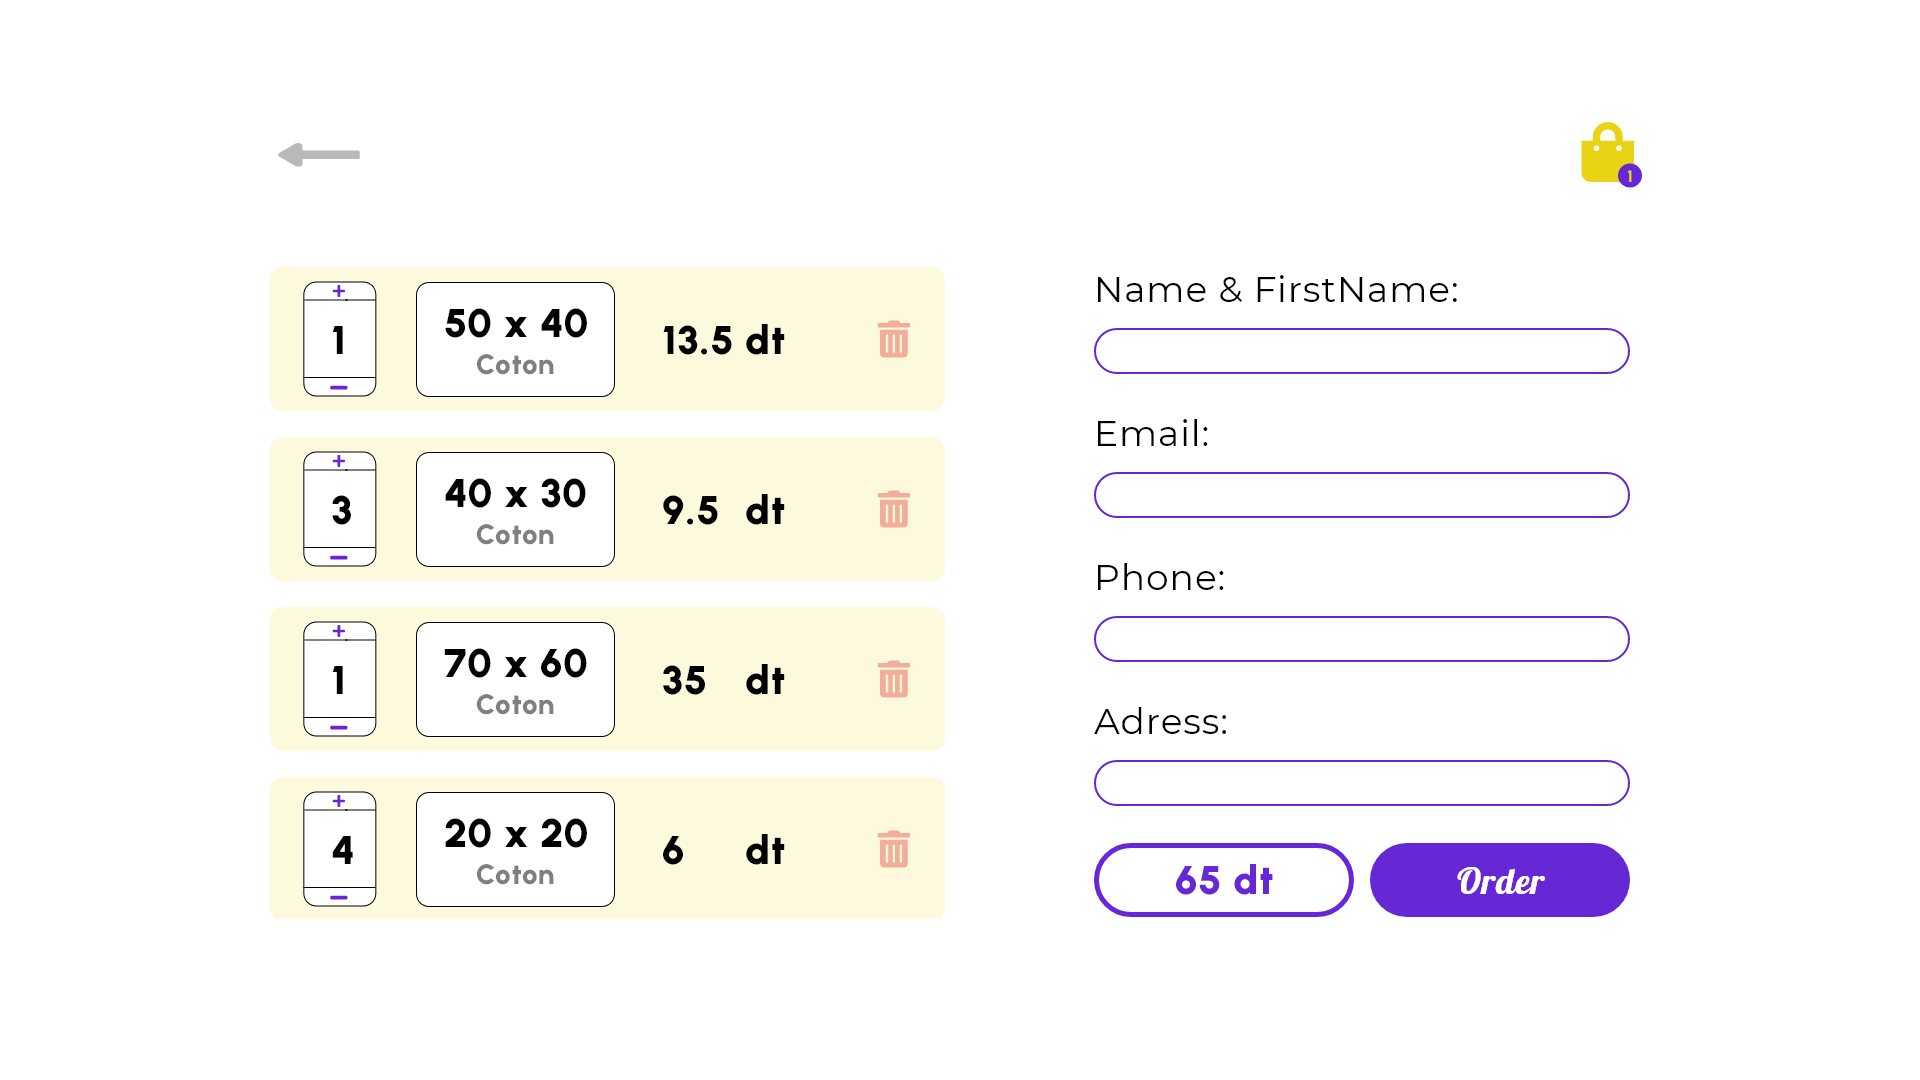 1
+
1
-
50 x 40
Coton
13.5 dt
+
3
-
40 x 30
Coton
9.5 dt
+
1
-
70 x 60
Coton
35 dt
+
4
-
20 x 20
Coton
6 dt
Name & FirstName:
Email:
Phone:
Adress:
65 dt
Order